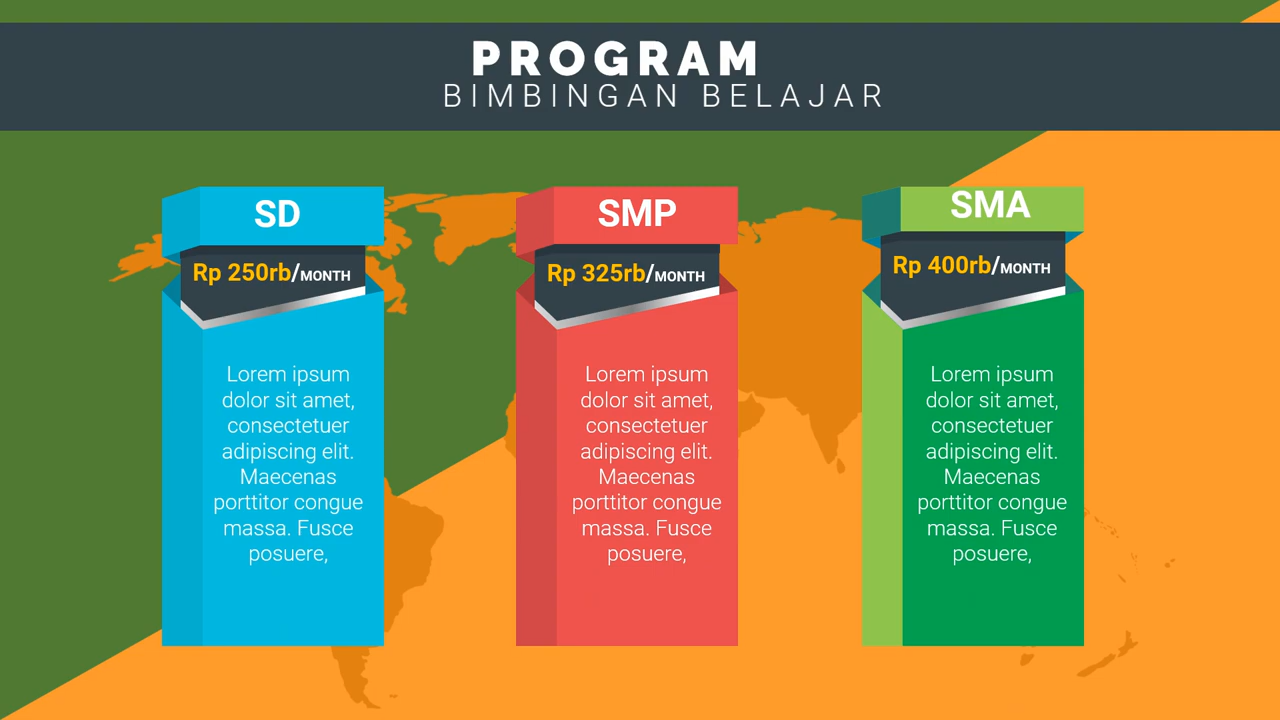 PROGRAM
BIMBINGAN BELAJAR
SD
Rp 250rb/MONTH
Lorem ipsum
dolor sit amet,
consectetuer
adipiscing elit.
Maecenas
porttitor congue
massa. Fusce
posuere,
SMP
Rp 325rb/MONTH
Lorem ipsum
dolor sit amet,
consectetuer
adipiscing elit.
Maecenas
porttitor congue
massa. Fusce
posuere,
SMA
Rp 400rb/MONTH
Lorem ipsum
dolor sit amet,
consectetuer
adipiscing elit.
Maecenas
porttitor congue
massa. Fusce
posuere,